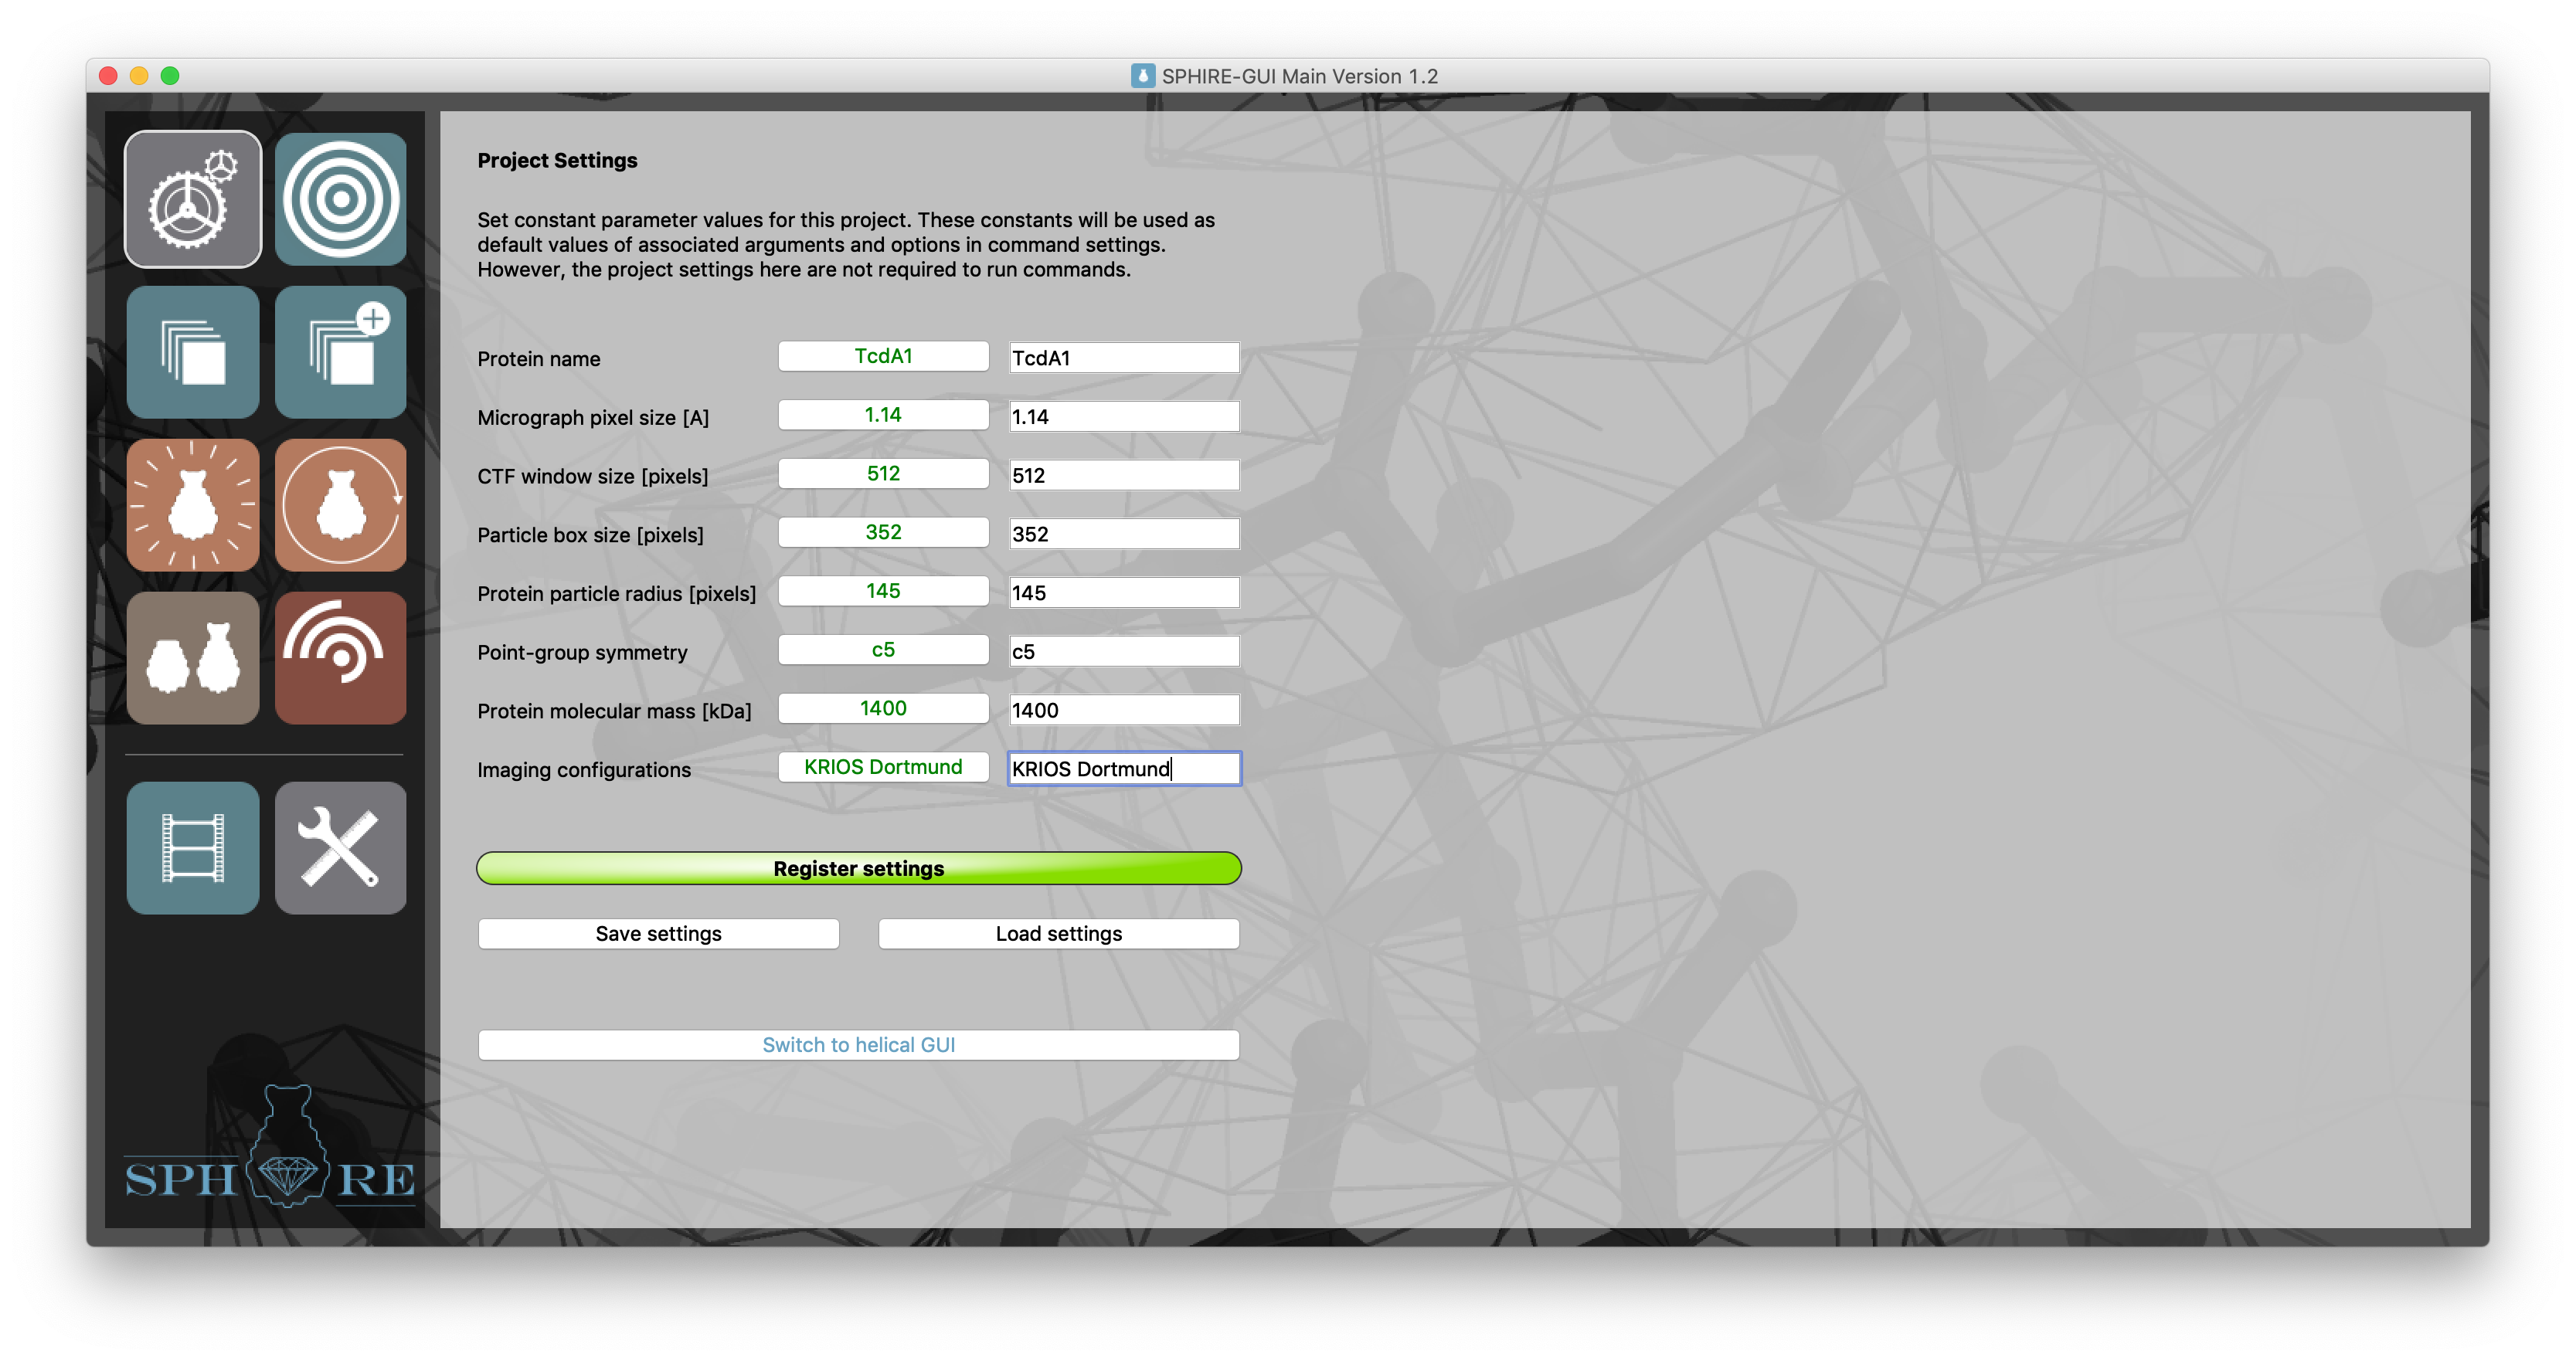 SPHIRE-GUI Main Version 1.2
Project Settings
Set constant parameter values for this project. These constants will be used as
default values of associated arguments and options in command settings.
However, the project settings here are not required to run commands.
Protein name TcdA1 TcdA1
Micrograph pixel size [A] 1.14 1.14
CTF window size [pixels] 512 512
Particle box size [pixels] 352 352
Protein particle radius [pixels] 145 145
Point-group symmetry c5 c5
Protein molecular mass [kDa] 1400 1400
Imaging configurations KRIOS Dortmund KRIOS Dortmund
Register settings
Save settings Load settings
Switch to helical GUI
SPHIRE